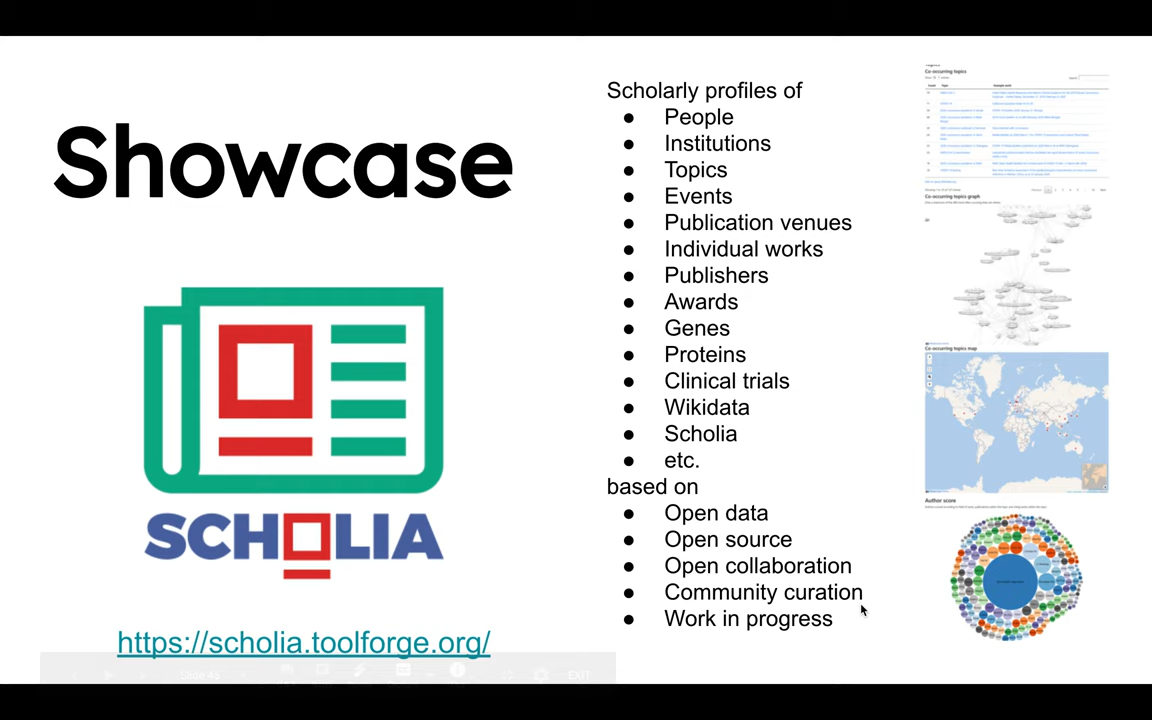 Showcase
SCHOLIA
https://scholia.toolforge.org/
Scholarly profiles of
● People
● Institutions
● Topics
● Events
● Publication venues
● Individual works
● Publishers
● Awards
● Genes
● Proteins
● Clinical trials
● Wikidata
● Scholia
● etc.
based on
● Open data
● Open source
● Open collaboration
● Community curation
● Work in progress
Co-occurring topics
Co-occurring topics graph
Co-occurring topics map
Author score
EXIT